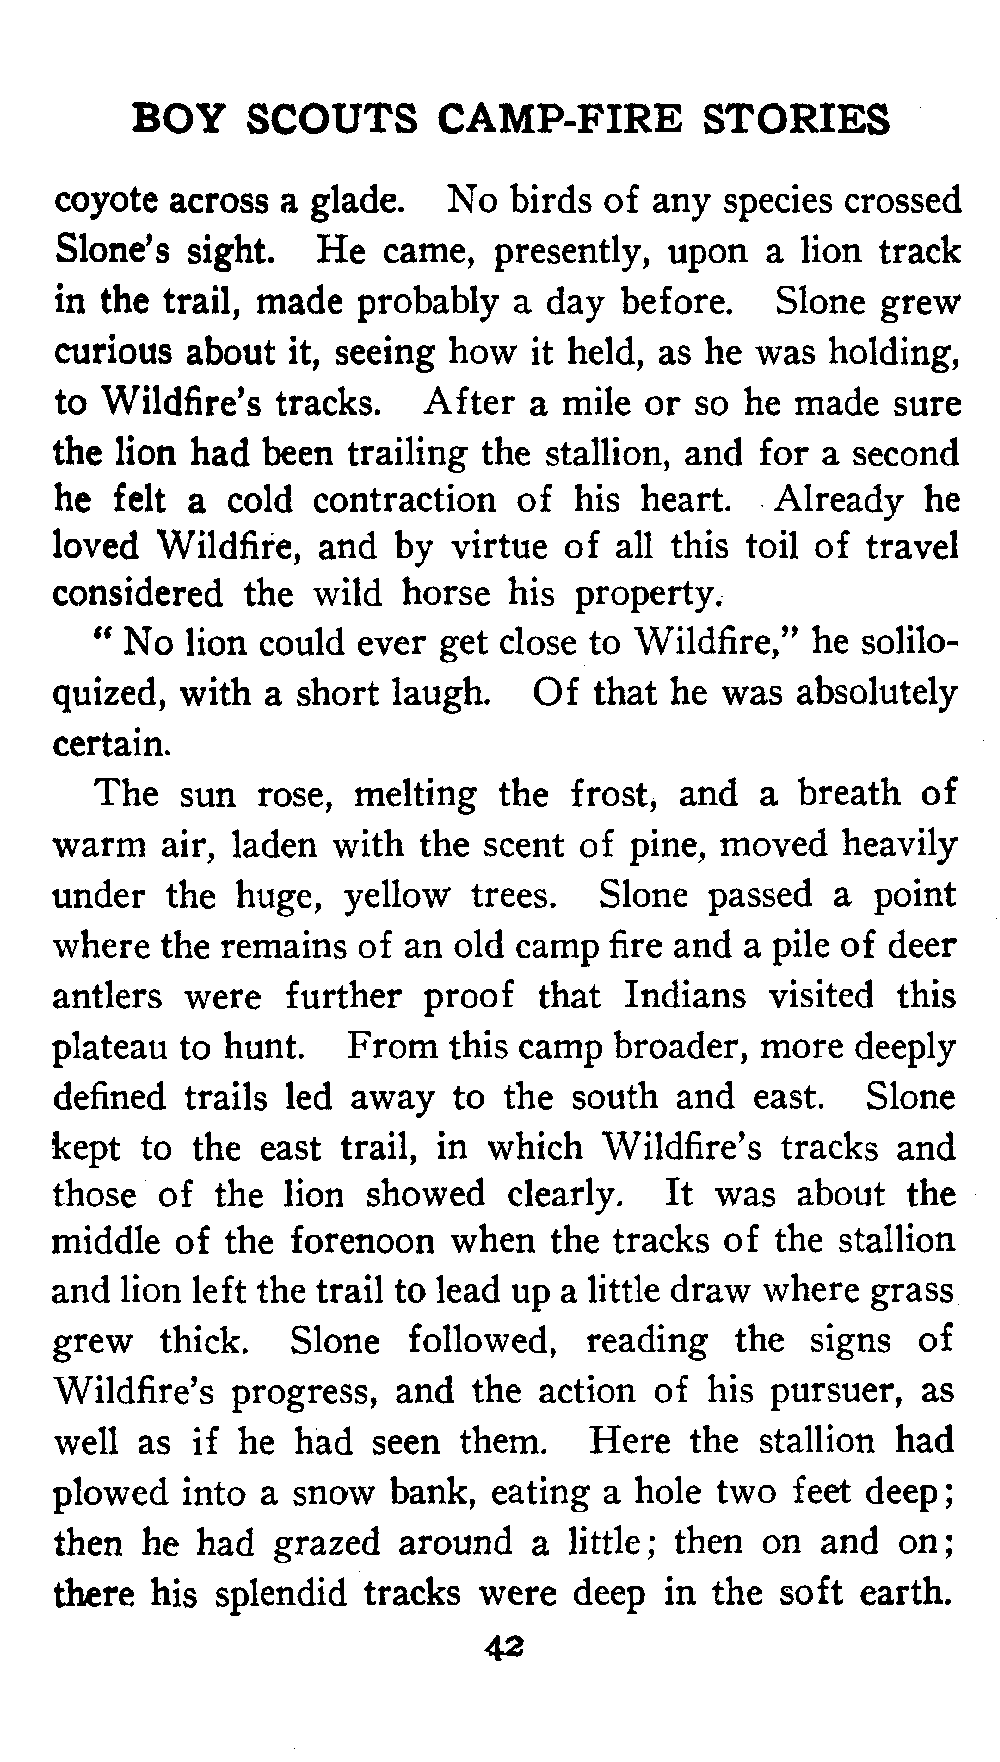 BOY SCOUTS CAMP-FIRE STORIES
coyote across a glade. No birds of any species crossed
Slone's sight. He came, presently, upon a lion track
in the trail, made probably a day before. Slone grew
curious about it, seeing how it held, as he was holding,
to Wildfire's tracks. After a mile or so he made sure
the lion had been trailing the stallion, and for a second
he felt a cold contraction of his heart. Already he
loved Wildfire, and by virtue of all this toil of travel
considered the wild horse his property.
" No lion could ever get close to Wildfire," he solilo-
quized, with a short laugh. Of that he was absolutely
certain.
The sun rose, melting the frost, and a breath of
warm air, laden with the scent of pine, moved heavily
under the huge, yellow trees. Slone passed a point
where the remains of an old camp fire and a pile of deer
antlers were further proof that Indians visited this
plateau to hunt. From this camp broader, more deeply
defined trails led away to the south and east. Slone
kept to the east trail, in which Wildfire's tracks and
those of the lion showed clearly. It was about the
middle of the forenoon when the tracks of the stallion
and lion left the trail to lead up a little draw where grass
grew thick. Slone followed, reading the signs of
Wildfire's progress, and the action of his pursuer, as
well as if he had seen them. Here the stallion had
plowed into a snow bank, eating a hole two feet deep;
then he had grazed around a little; then on and on;
there his splendid tracks were deep in the soft earth.
42